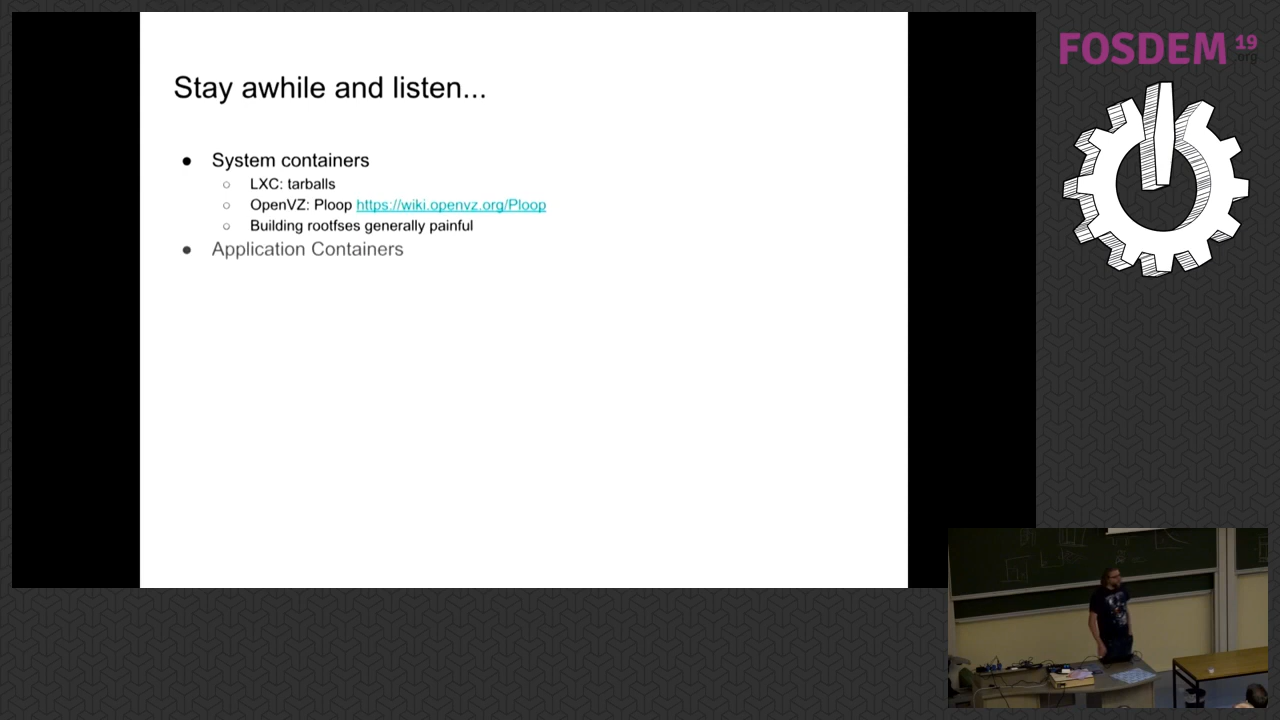 Stay awhile and listen...
● System containers
○ LXC: tarballs
○ OpenVZ: Ploop https://wiki.openvz.org/Ploop
○ Building rootfses generally painful
● Application Containers
FOSDEM 19
.org